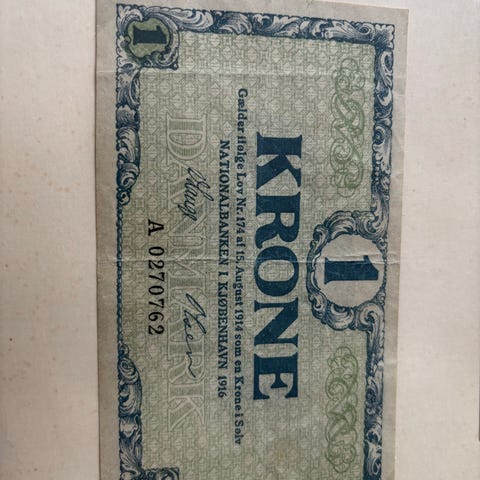 1
1
KRONE
Gælder ifølge Lov Nr. 174 af 15. August 1914 som en Krone i Sølv
NATIONALBANKEN I KJØBENHAVN 1916
DANMARK
A 0270762